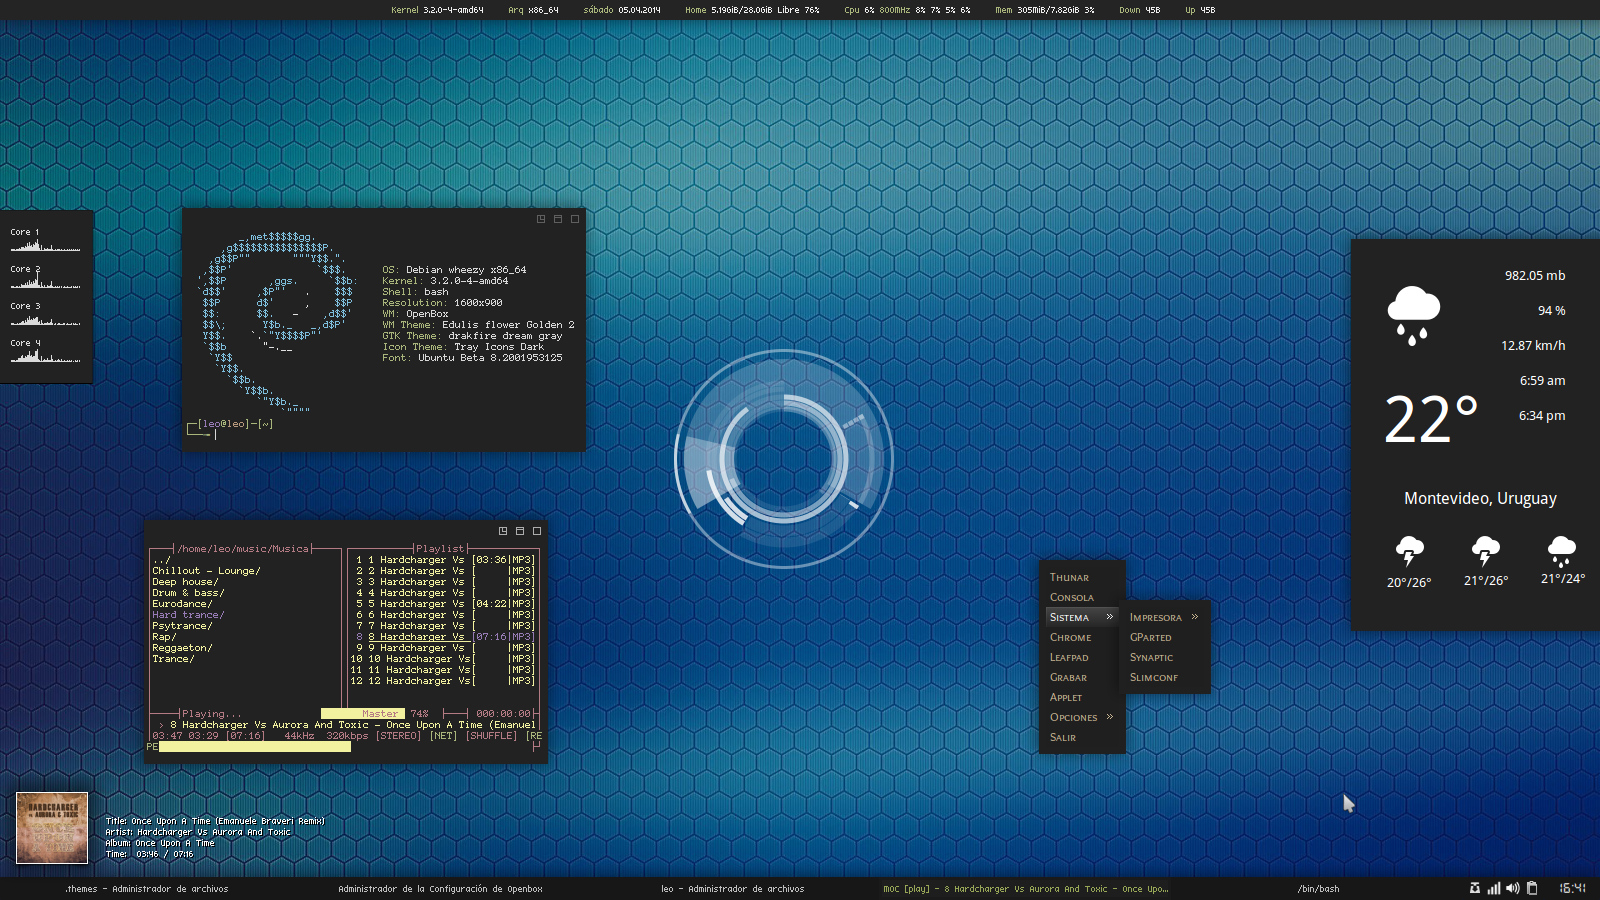 Kernel 3.2.0-4-amd64 Arq x86_64 sábado 05.04.2014 Home 5.19GiB/28.0GiB Libre 76% Cpu 6% 800MHz 8% 7% 5% 6% Mem 305MiB/7.82GiB 3% Down 45B Up 45B
Core 1
Core 2
Core 3
Core 4
_,met$$$$$gg.
,g$$$$$$$$$$$$$$$P.
,g$$P"" """Y$$.".
,$$P' `$$$.
',$$P ,ggs. `$$b:
`d$$' ,$P"' . $$$
$$P d$' , $$P
$$: $$. - ,d$$'
$$\; Y$b._ _,d$P'
Y$$. `.`"Y$$$$P"'
`$$b "-.__
`Y$$
`Y$$.
`$$b.
`Y$$b.
`"Y$b._
`""""
OS: Debian wheezy x86_64
Kernel: 3.2.0-4-amd64
Shell: bash
Resolution: 1600x900
WM: OpenBox
WM Theme: Edulis flower Golden 2
GTK Theme: drakfire dream gray
Icon Theme: Tray Icons Dark
Font: Ubuntu Beta 8.2001953125
[leo@leo]-[~]
/home/leo/music/Musica
../
Chillout - Lounge/
Deep house/
Drum & bass/
Eurodance/
Hard trance/
Psytrance/
Rap/
Reggaeton/
Trance/
Playlist
1 1 Hardcharger Vs [03:36|MP3]
2 2 Hardcharger Vs [ |MP3]
3 3 Hardcharger Vs [ |MP3]
4 4 Hardcharger Vs [ |MP3]
5 5 Hardcharger Vs [04:22|MP3]
6 6 Hardcharger Vs [ |MP3]
7 7 Hardcharger Vs [ |MP3]
8 8 Hardcharger Vs [07:16|MP3]
9 9 Hardcharger Vs [ |MP3]
10 10 Hardcharger Vs[ |MP3]
11 11 Hardcharger Vs[ |MP3]
12 12 Hardcharger Vs[ |MP3]
Playing... Master 74% 000:00:00
> 8 Hardcharger Vs Aurora And Toxic - Once Upon A Time (Emanuel
03:47 03:29 [07:16] 44kHz 320kbps [STEREO] [NET] [SHUFFLE] [RE
PE
HARDCHARGER
vs AURORA & TOXIC
ONCE
UPON
A TIME
Title: Once Upon A Time (Emanuele Braveri Remix)
Artist: Hardcharger Vs Aurora And Toxic
Album: Once Upon A Time
Time: 03:46 / 07:16
Thunar
Consola
Sistema »
Chrome
Leafpad
Grabar
Applet
Opciones »
Salir
Impresora »
GParted
Synaptic
Slimconf
982.05 mb
94 %
12.87 km/h
6:59 am
6:34 pm
22°
Montevideo, Uruguay
20°/26° 21°/26° 21°/24°
.themes - Administrador de archivos
Administrador de la Configuración de Openbox
leo - Administrador de archivos
MOC [play] - 8 Hardcharger Vs Aurora And Toxic - Once Upo...
/bin/bash
16:41